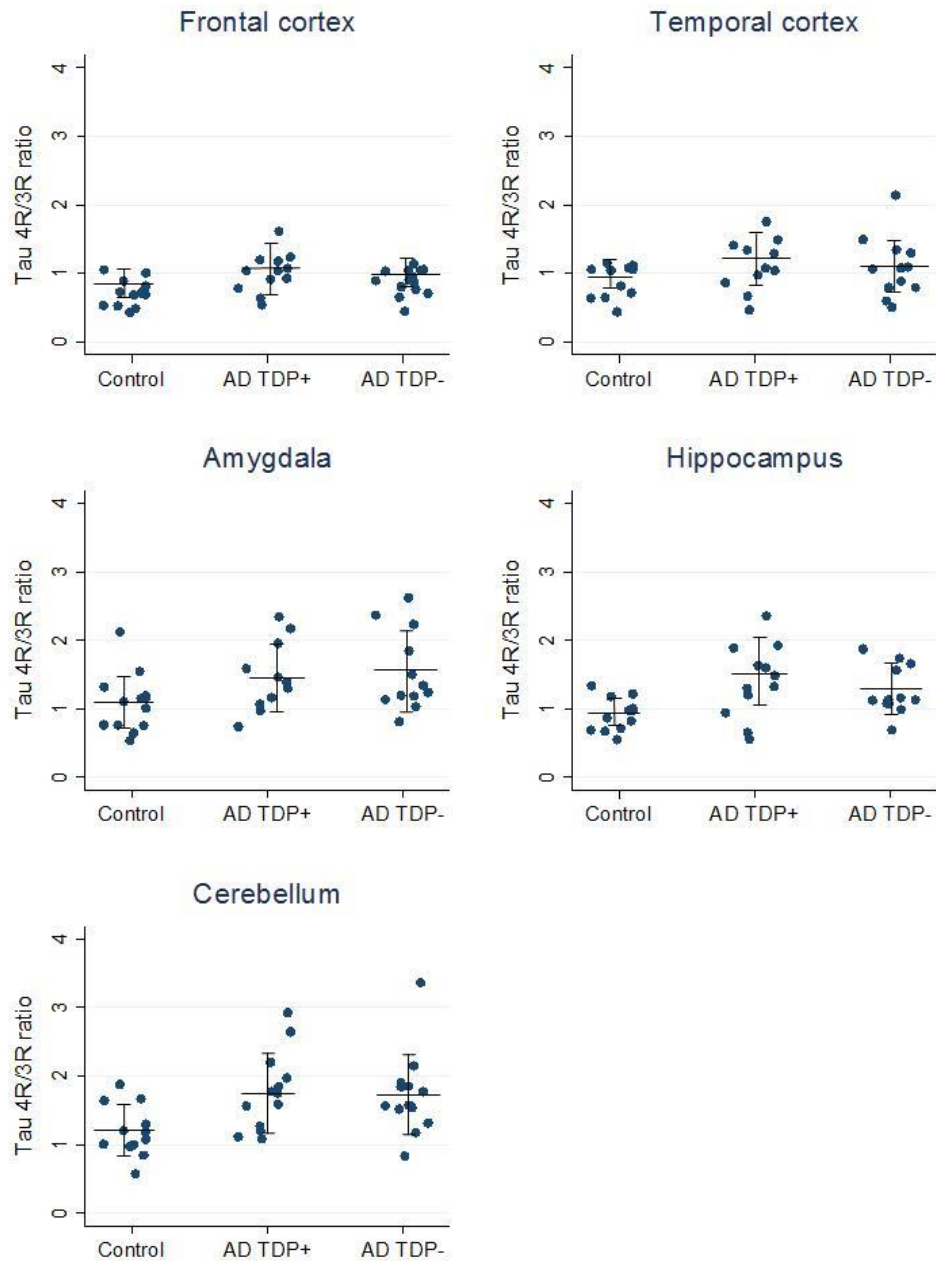 Frontal cortex
Tau 4R/3R ratio
4
3
2
1
0
Control AD TDP+ AD TDP-
Temporal cortex
Tau 4R/3R ratio
4
3
2
1
0
Control AD TDP+ AD TDP-
Amygdala
Tau 4R/3R ratio
4
3
2
1
0
Control AD TDP+ AD TDP-
Hippocampus
Tau 4R/3R ratio
4
3
2
1
0
Control AD TDP+ AD TDP-
Cerebellum
Tau 4R/3R ratio
4
3
2
1
0
Control AD TDP+ AD TDP-